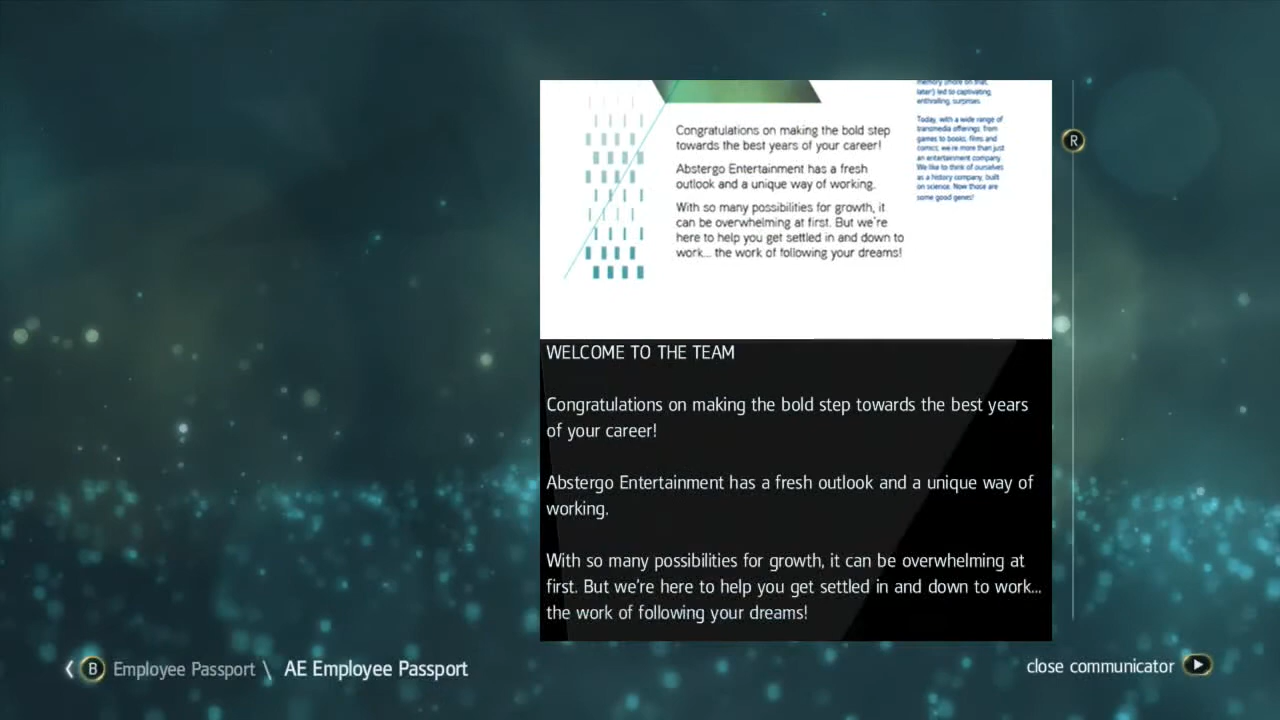 Congratulations on making the bold step
towards the best years of your career!
Abstergo Entertainment has a fresh
outlook and a unique way of working.
With so many possibilities for growth, it
can be overwhelming at first. But we're
here to help you get settled in and down to
work... the work of following your dreams!
memory (more on that,
later!) led to captivating,
enthralling, surprises.
Today, with a wide range of
transmedia offerings; from
games to books, films and
comics; we're more than just
an entertainment company.
We like to think of ourselves
as a history company, built
on science. Now those are
some good genes!
R
WELCOME TO THE TEAM
Congratulations on making the bold step towards the best years
of your career!
Abstergo Entertainment has a fresh outlook and a unique way of
working.
With so many possibilities for growth, it can be overwhelming at
first. But we're here to help you get settled in and down to work...
the work of following your dreams!
B Employee Passport \ AE Employee Passport
close communicator